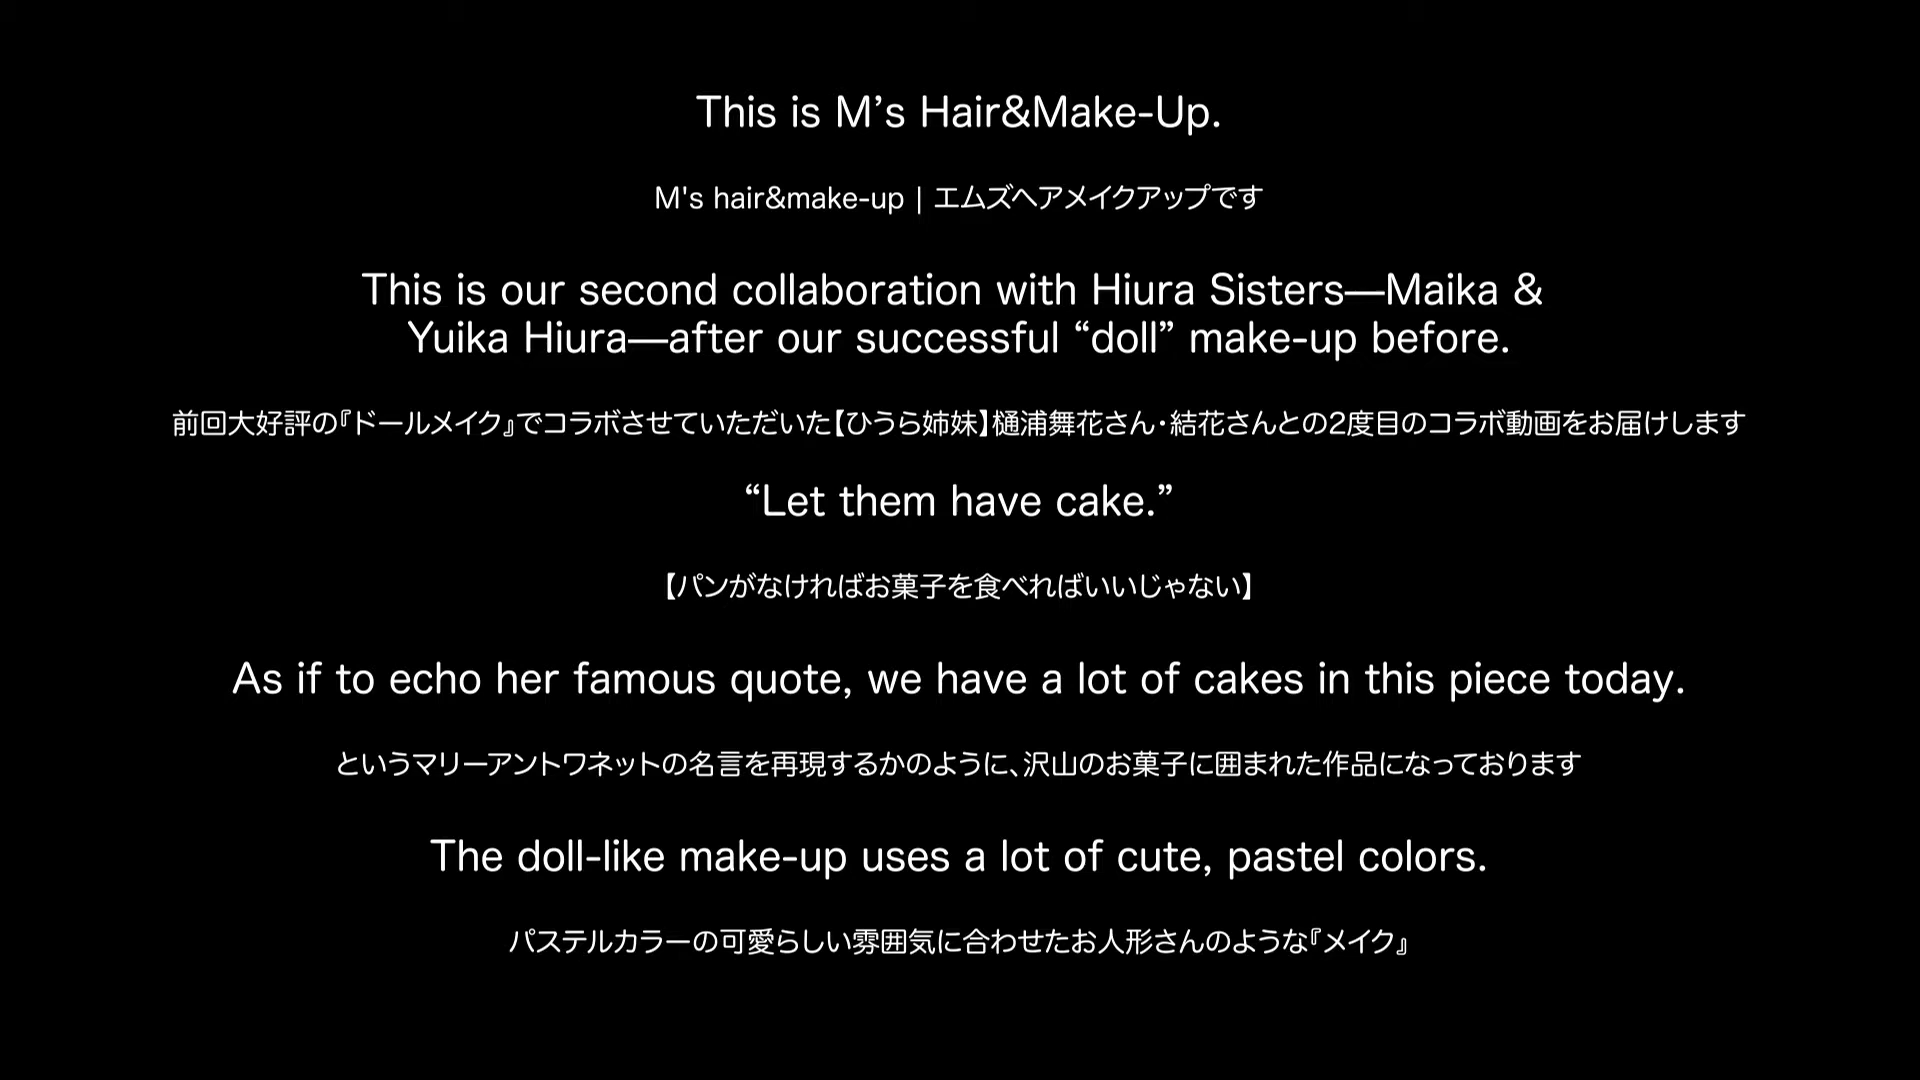 This is M’s Hair&Make-Up.
M's hair&make-up | エムズヘアメイクアップです
This is our second collaboration with Hiura Sisters—Maika &
Yuika Hiura—after our successful “doll” make-up before.
前回大好評の『ドールメイク』でコラボさせていただいた【ひうら姉妹】樋浦舞花さん・結花さんとの2度目のコラボ動画をお届けします
“Let them have cake.”
【パンがなければお菓子を食べればいいじゃない】
As if to echo her famous quote, we have a lot of cakes in this piece today.
というマリーアントワネットの名言を再現するかのように、沢山のお菓子に囲まれた作品になっております
The doll-like make-up uses a lot of cute, pastel colors.
パステルカラーの可愛らしい雰囲気に合わせたお人形さんのような『メイク』